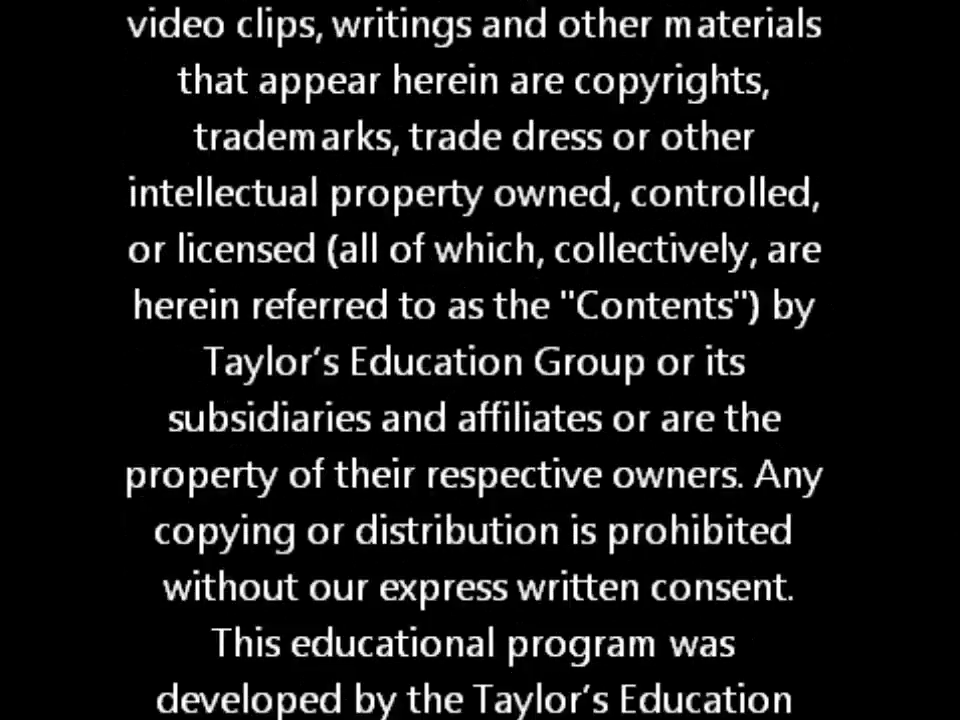 video clips, writings and other materials
that appear herein are copyrights,
trademarks, trade dress or other
intellectual property owned, controlled,
or licensed (all of which, collectively, are
herein referred to as the "Contents") by
Taylor’s Education Group or its
subsidiaries and affiliates or are the
property of their respective owners. Any
copying or distribution is prohibited
without our express written consent.
This educational program was
developed by the Taylor’s Education